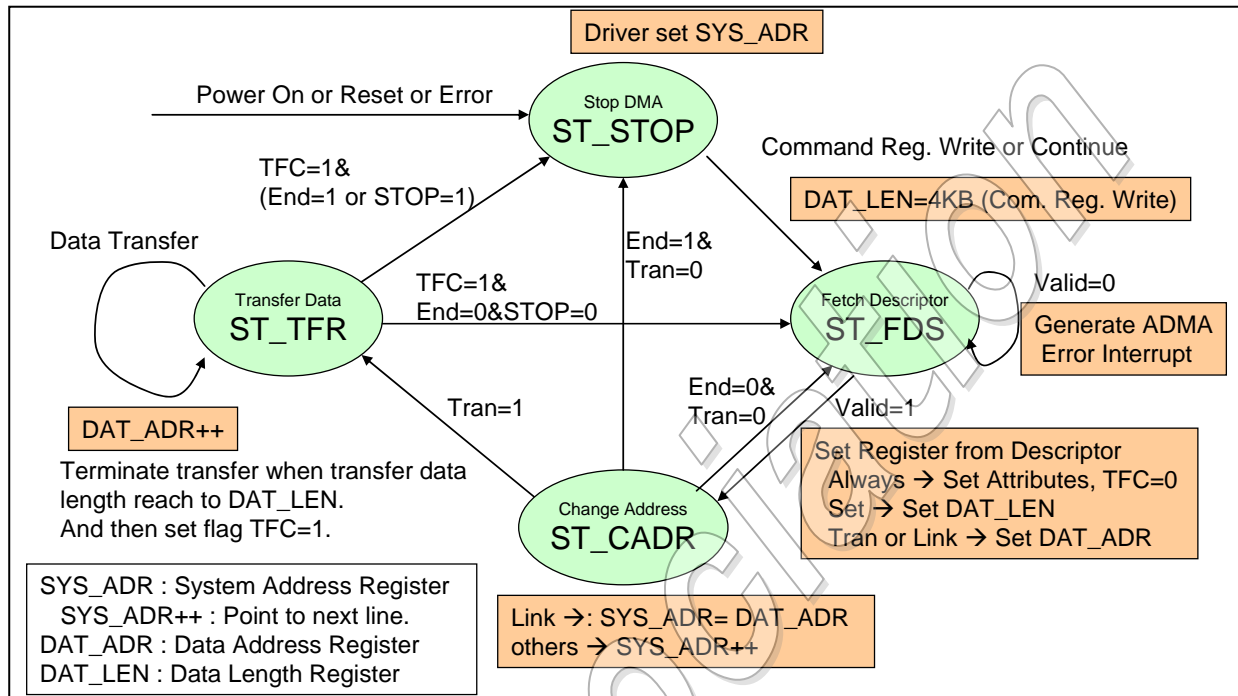 Driver set SYS_ADR
Power On or Reset or Error
Stop DMA
ST_STOP
Command Reg. Write or Continue
DAT_LEN=4KB (Com. Reg. Write)
TFC=1&
(End=1 or STOP=1)
Data Transfer
End=1&
Tran=0
TFC=1&
End=0&STOP=0
Transfer Data
ST_TFR
Fetch Descriptor
ST_FDS
Valid=0
Generate ADMA
Error Interrupt
DAT_ADR++
Tran=1
End=0&
Tran=0
Valid=1
Terminate transfer when transfer data
length reach to DAT_LEN.
And then set flag TFC=1.
Change Address
ST_CADR
Set Register from Descriptor
Always → Set Attributes, TFC=0
Set → Set DAT_LEN
Tran or Link → Set DAT_ADR
SYS_ADR : System Address Register
SYS_ADR++ : Point to next line.
DAT_ADR : Data Address Register
DAT_LEN : Data Length Register
Link →: SYS_ADR= DAT_ADR
others → SYS_ADR++
ociation